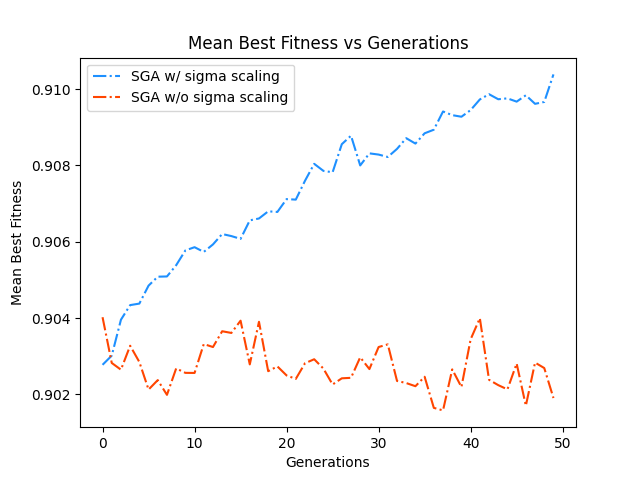 Mean Best Fitness vs Generations
SGA w/ sigma scaling
SGA w/o sigma scaling
Mean Best Fitness
0.910
0.908
0.906
0.904
0.902
0 10 20 30 40 50
Generations